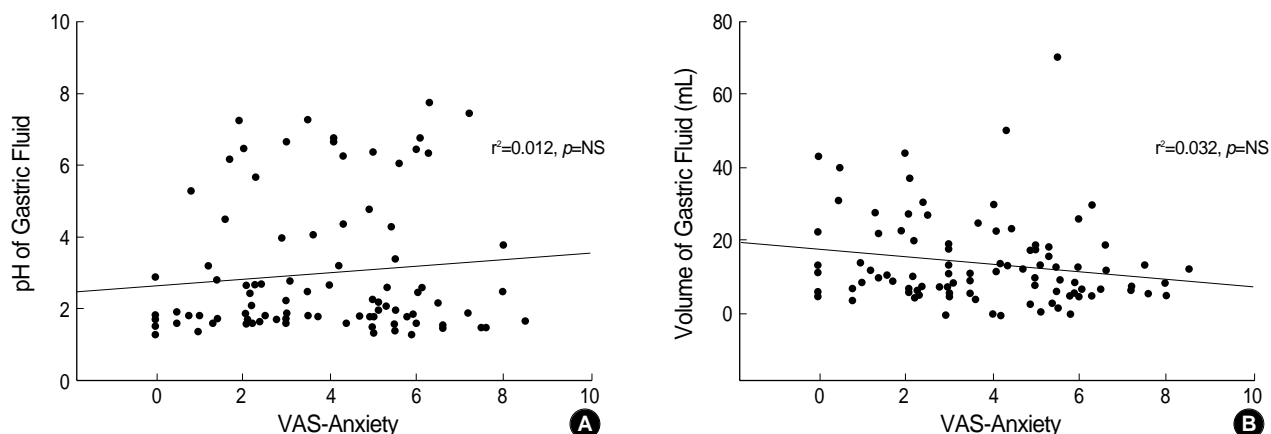 10
8
6
4
2
0
pH of Gastric Fluid
r²=0.012, p=NS
0 2 4 6 8 10
VAS-Anxiety
A
80
60
40
20
0
Volume of Gastric Fluid (mL)
r²=0.032, p=NS
0 2 4 6 8 10
VAS-Anxiety
B